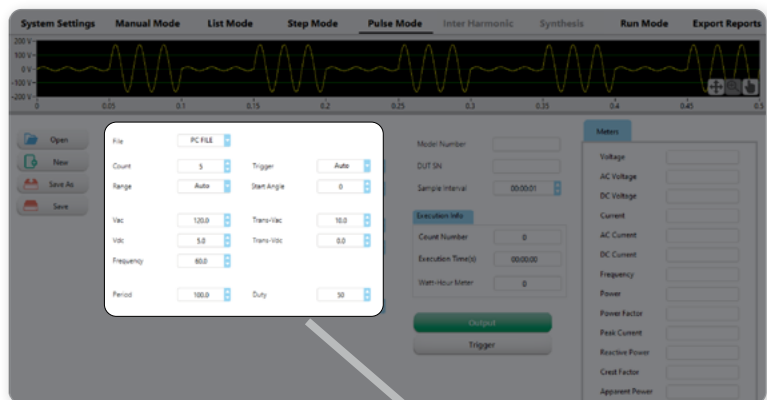 System Settings Manual Mode List Mode Step Mode Pulse Mode Inter Harmonic Synthesis Run Mode Export Reports
200 V
100 V
0 V
-100 V
-200 V
0 0.05 0.1 0.15 0.2 0.25 0.3 0.35 0.4 0.45 0.5
Open
New
Save As
Save
File PC FILE
Count 5 Trigger Auto
Range Auto Start Angle 0
Vac 120.0 Trans-Vac 10.0
Vdc 5.0 Trans-Vdc 0.0
Frequency 60.0
Period 100.0 Duty 50
Model Number
DUT SN
Sample Interval 00:00:01
Execution Info
Count Number 0
Execution Time(s) 00:00:00
Watt-Hour Meter 0
Output
Trigger
Meters
Voltage
AC Voltage
DC Voltage
Current
AC Current
DC Current
Frequency
Power
Power Factor
Peak Current
Reactive Power
Crest Factor
Apparent Power